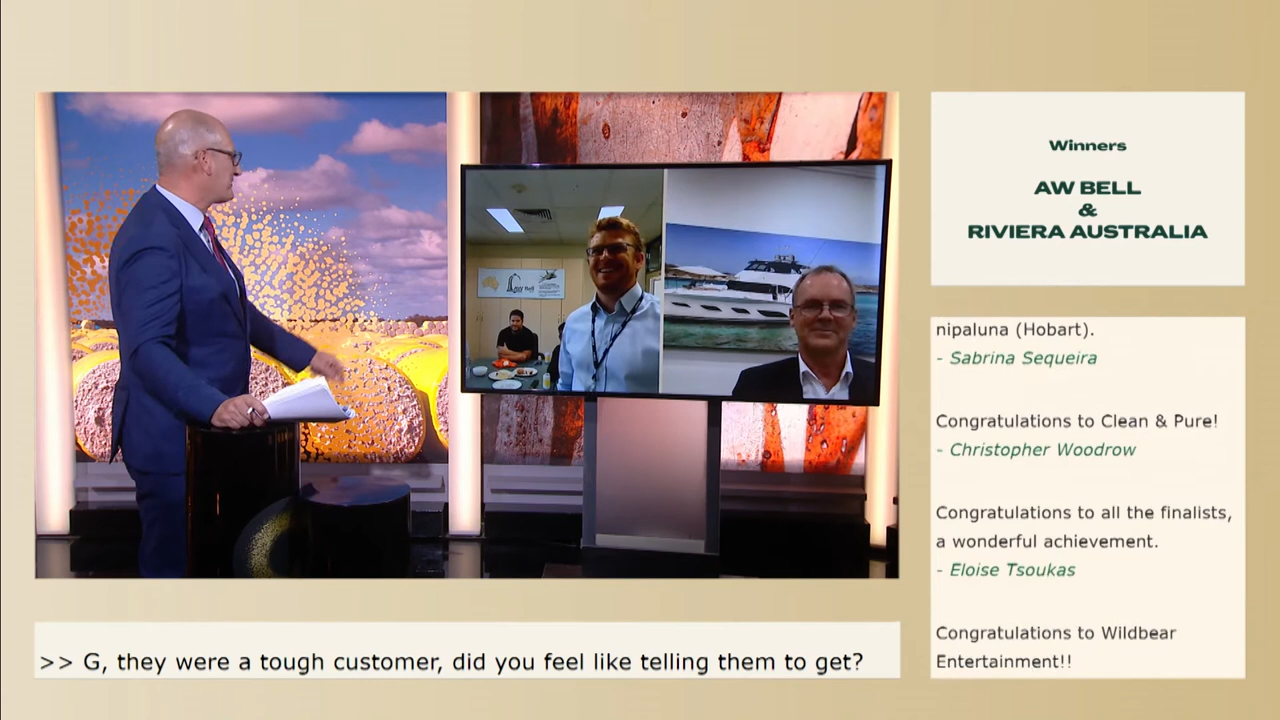 Winners
AW BELL
&
RIVIERA AUSTRALIA
AW Bell
nipaluna (Hobart).
- Sabrina Sequeira
Congratulations to Clean & Pure!
- Christopher Woodrow
Congratulations to all the finalists,
a wonderful achievement.
- Eloise Tsoukas
Congratulations to Wildbear
Entertainment!!
>> G, they were a tough customer, did you feel like telling them to get?